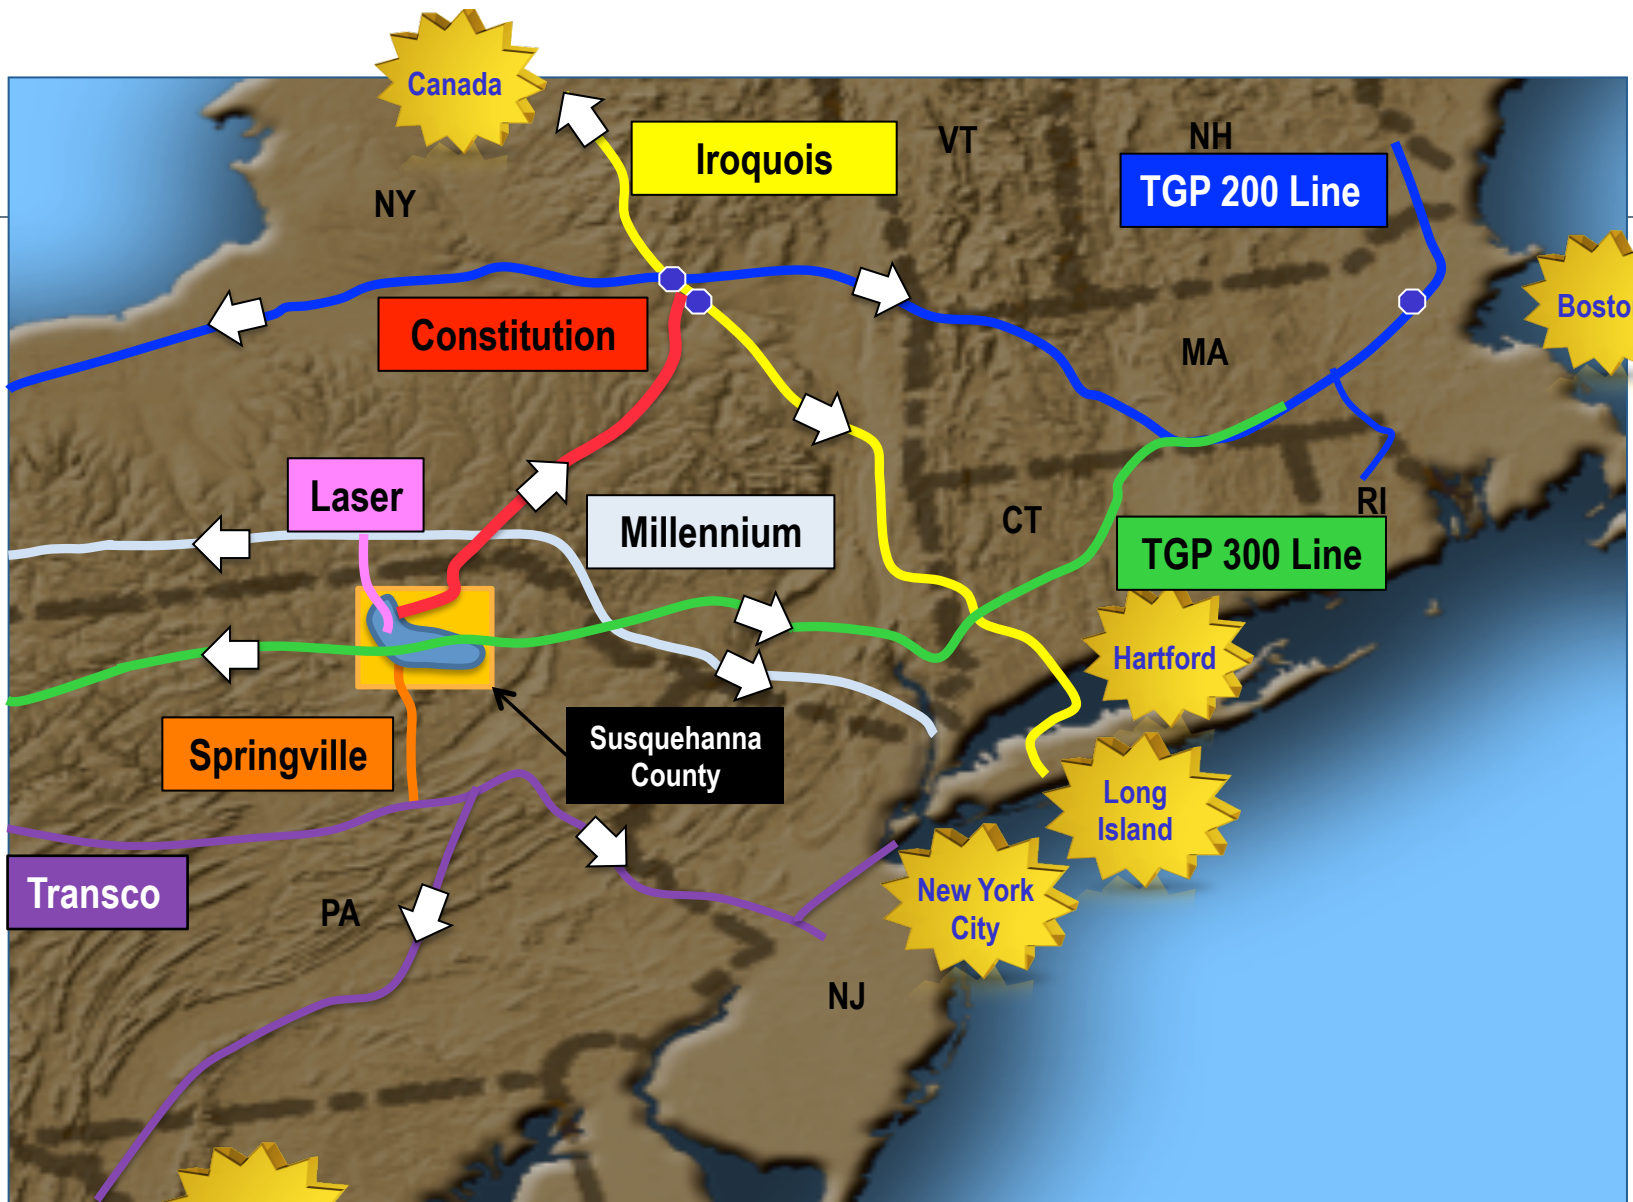 Canada
Iroquois
VT
NH
TGP 200 Line
NY
Constitution
Bosto
MA
Laser
Millennium
CT
RI
TGP 300 Line
Hartford
Springville
Susquehanna
County
Long
Island
Transco
PA
New York
City
NJ